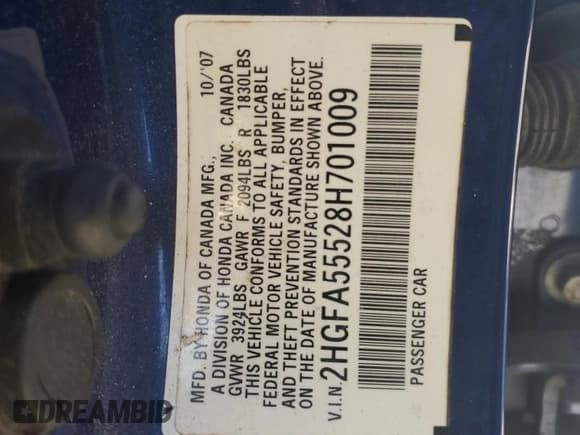 MFD. BY HONDA OF CANADA MFG., 10/'07
A DIVISION OF HONDA CANADA INC., CANADA
GVWR 3924LBS GAWR F 2094LBS R 1830LBS
THIS VEHICLE CONFORMS TO ALL APPLICABLE
FEDERAL MOTOR VEHICLE SAFETY, BUMPER,
AND THEFT PREVENTION STANDARDS IN EFFECT
ON THE DATE OF MANUFACTURE SHOWN ABOVE.
V.I.N. 2HGFA55528H701009
PASSENGER CAR
DREAMBID